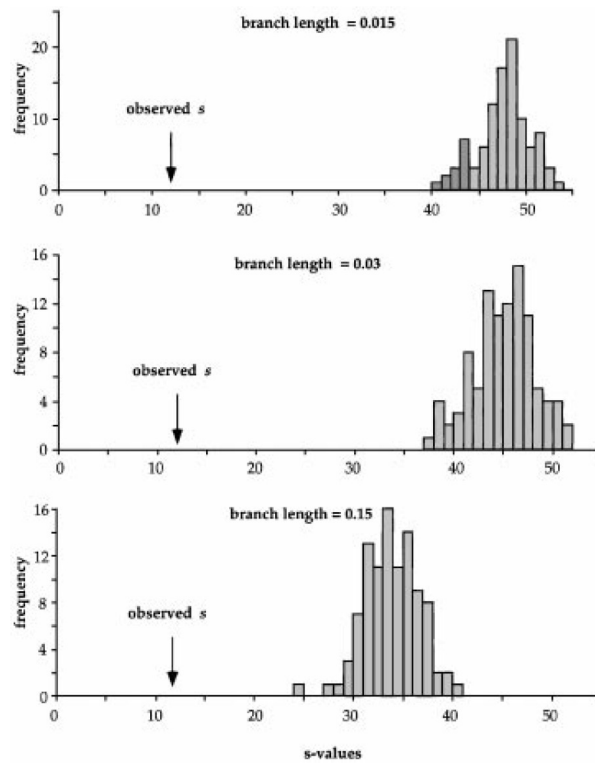 branch length = 0.015
frequency
20
10
0
observed s
0 10 20 30 40 50
branch length = 0.03
frequency
16
12
8
4
0
observed s
0 10 20 30 40 50
branch length = 0.15
frequency
16
12
8
4
0
observed s
0 10 20 30 40 50
s-values